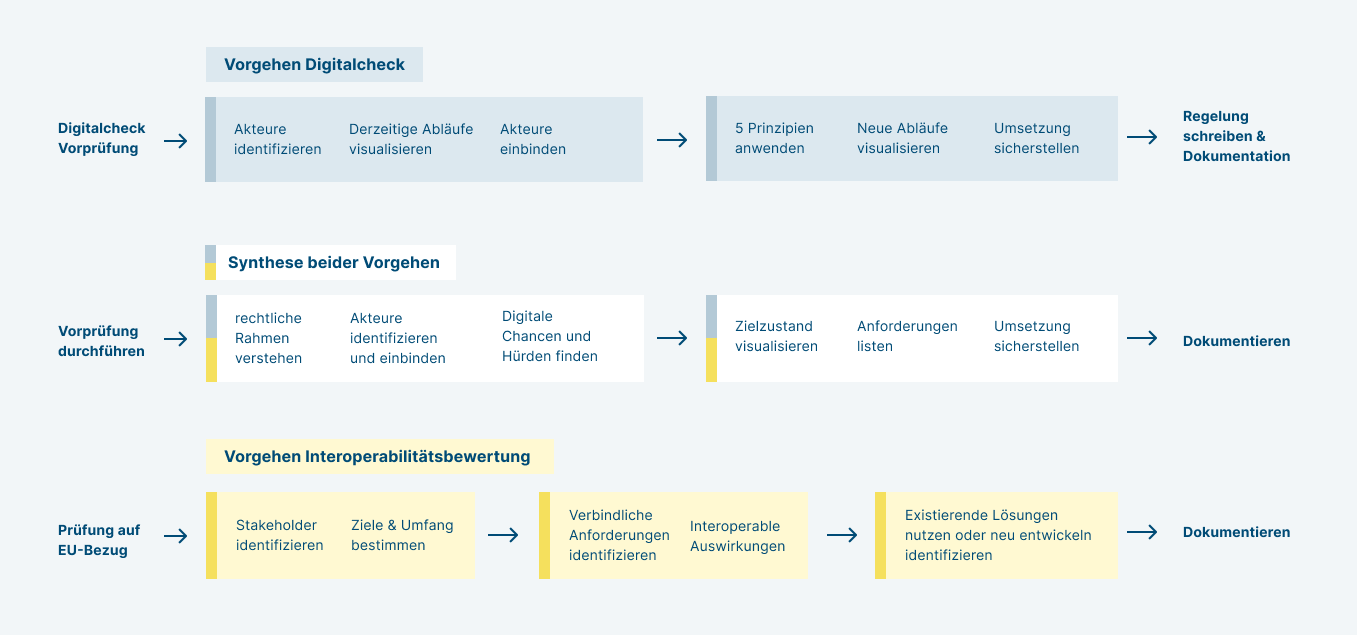 Vorgehen Digitalcheck
Digitalcheck
Vorprüfung
Akteure
identifizieren
Derzeitige Abläufe
visualisieren
Akteure
einbinden
5 Prinzipien
anwenden
Neue Abläufe
visualisieren
Umsetzung
sicherstellen
Regelung
schreiben &
Dokumentation
Synthese beider Vorgehen
Vorprüfung
durchführen
rechtliche
Rahmen
verstehen
Akteure
identifizieren
und einbinden
Digitale
Chancen und
Hürden finden
Zielzustand
visualisieren
Anforderungen
listen
Umsetzung
sicherstellen
Dokumentieren
Vorgehen Interoperabilitätsbewertung
Prüfung auf
EU-Bezug
Stakeholder
identifizieren
Ziele & Umfang
bestimmen
Verbindliche
Anforderungen
identifizieren
Interoperable
Auswirkungen
Existierende Lösungen
nutzen oder neu entwickeln
identifizieren
Dokumentieren